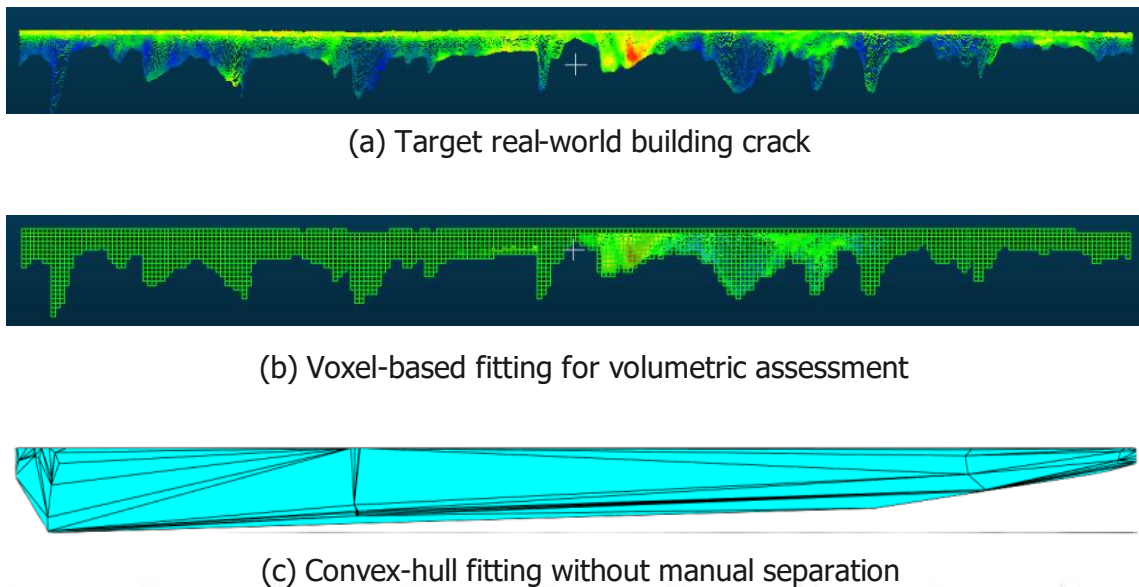 (a) Target real-world building crack
(b) Voxel-based fitting for volumetric assessment
(c) Convex-hull fitting without manual separation